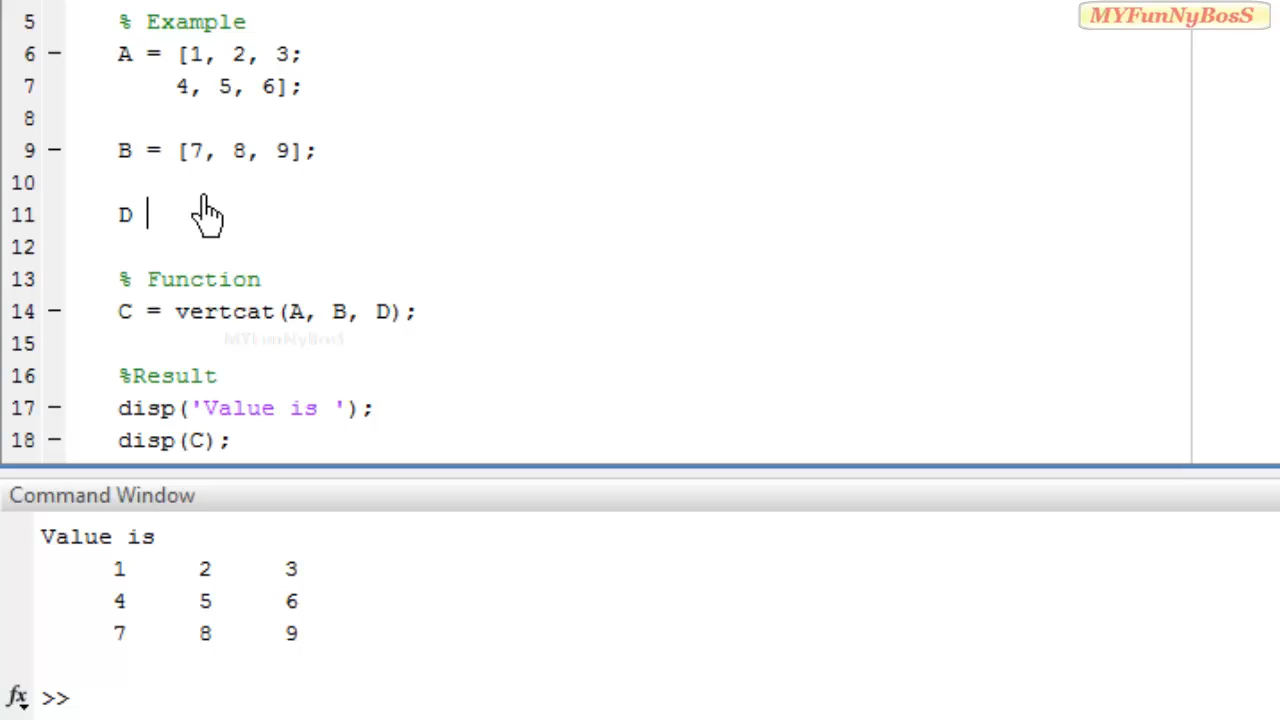 MYFunNyBosS
5 % Example
6 – A = [1, 2, 3;
7 4, 5, 6];
8
9 – B = [7, 8, 9];
10
11 D
12
13 % Function
14 – C = vertcat(A, B, D);
MYFunNyBosS
15
16 %Result
17 – disp('Value is ');
18 – disp(C);
Command Window
Value is
1 2 3
4 5 6
7 8 9
fx >>